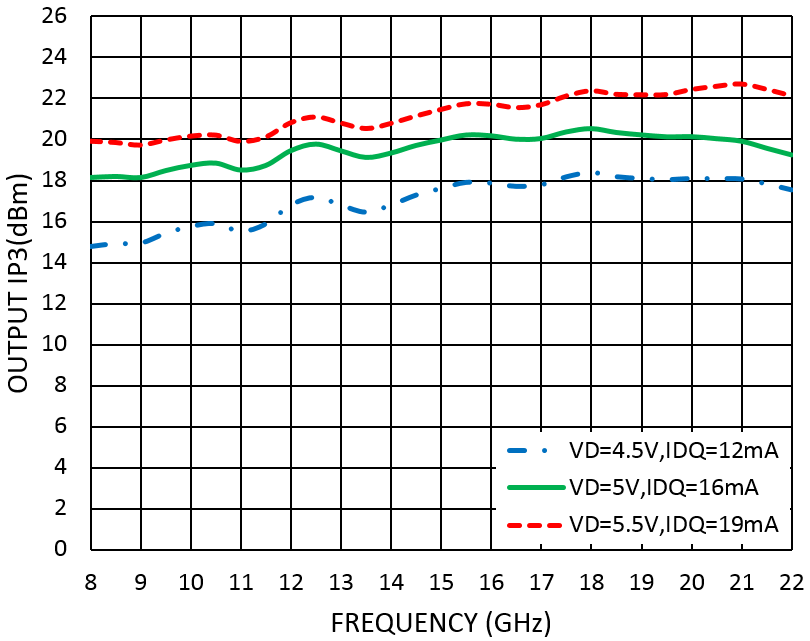 OUTPUT IP3(dBm)
26
24
22
20
18
16
14
12
10
8
6
4
2
0
VD=4.5V,IDQ=12mA
VD=5V,IDQ=16mA
VD=5.5V,IDQ=19mA
8 9 10 11 12 13 14 15 16 17 18 19 20 21 22
FREQUENCY (GHz)